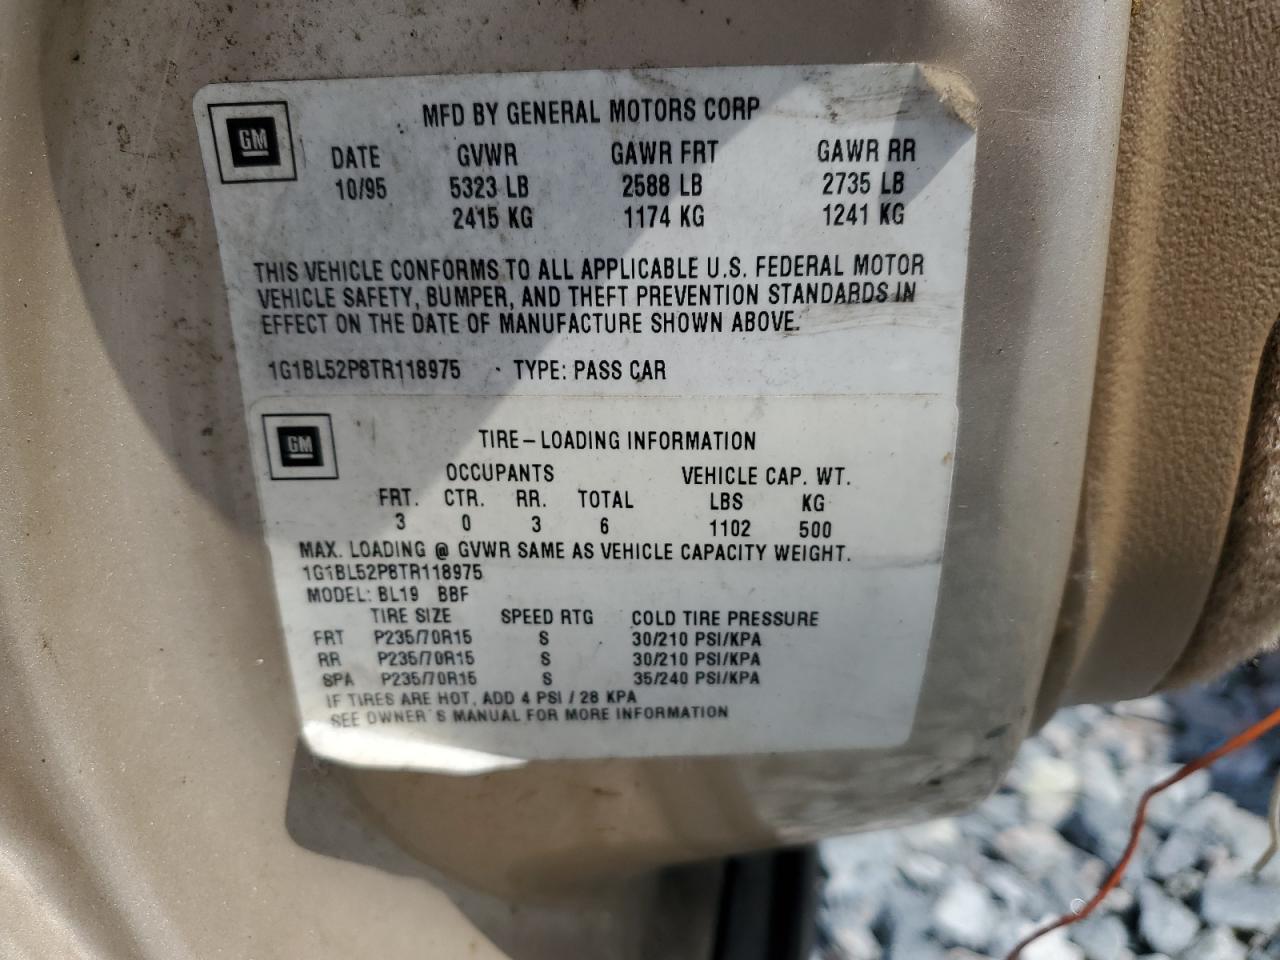 MFD BY GENERAL MOTORS CORP
GM
DATE GVWR GAWR FRT GAWR RR
10/95 5323 LB 2588 LB 2735 LB
2415 KG 1174 KG 1241 KG
THIS VEHICLE CONFORMS TO ALL APPLICABLE U.S. FEDERAL MOTOR
VEHICLE SAFETY, BUMPER, AND THEFT PREVENTION STANDARDS IN
EFFECT ON THE DATE OF MANUFACTURE SHOWN ABOVE.
1G1BL52P8TR118975 TYPE: PASS CAR
GM
TIRE-LOADING INFORMATION
OCCUPANTS VEHICLE CAP. WT.
FRT. CTR. RR. TOTAL LBS KG
3 0 3 6 1102 500
MAX. LOADING @ GVWR SAME AS VEHICLE CAPACITY WEIGHT.
1G1BL52P8TR118975
MODEL: BL19 BBF
TIRE SIZE SPEED RTG COLD TIRE PRESSURE
FRT P235/70R15 S 30/210 PSI/KPA
RR P235/70R15 S 30/210 PSI/KPA
SPA P235/70R15 S 35/240 PSI/KPA
IF TIRES ARE HOT, ADD 4 PSI / 28 KPA
SEE OWNER'S MANUAL FOR MORE INFORMATION